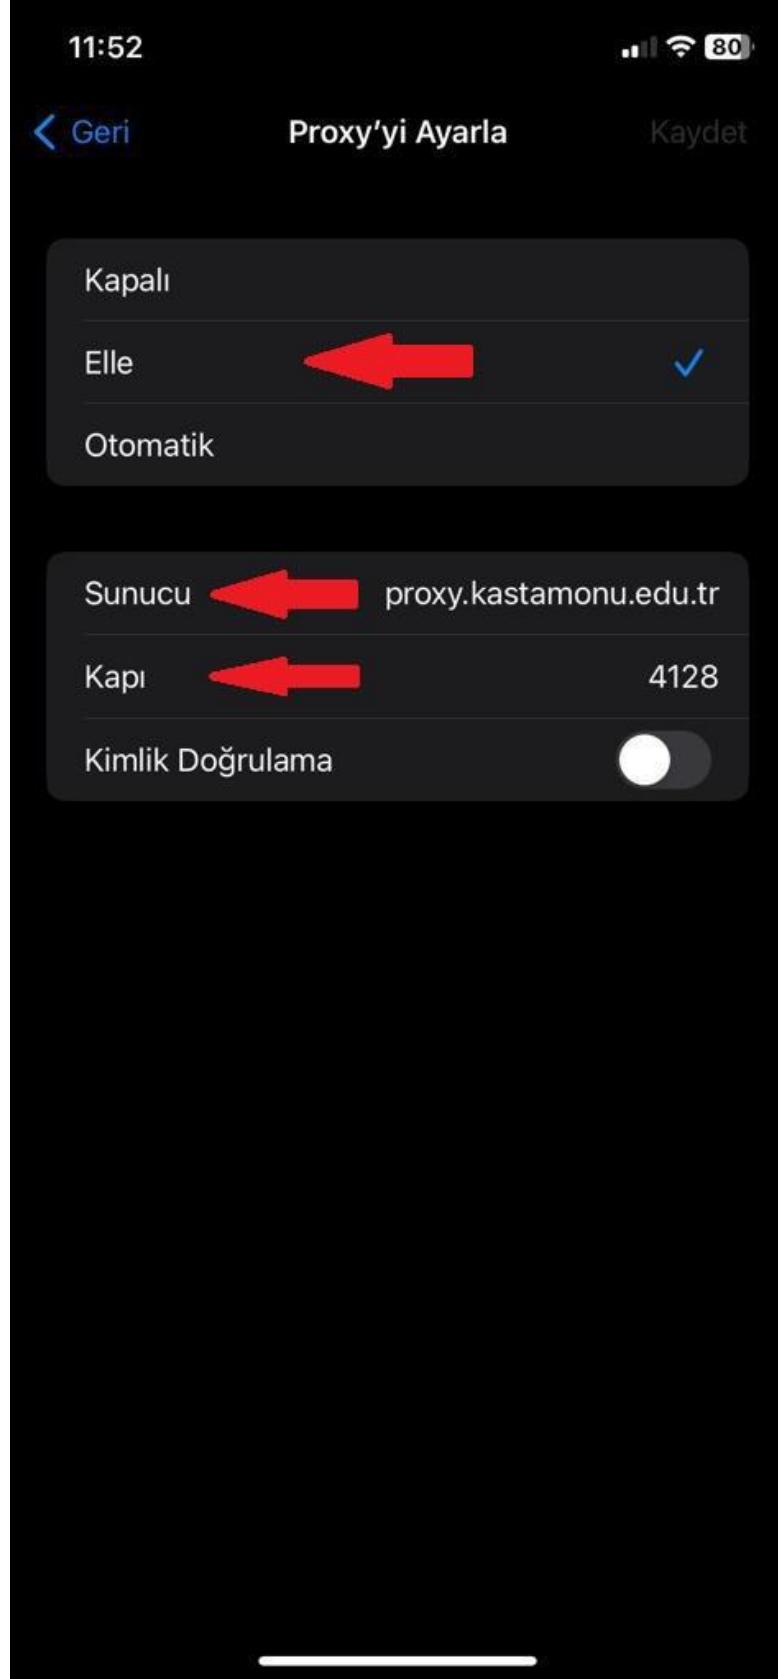 11:52
80
Geri
Proxy’yi Ayarla
Kaydet
Kapalı
Elle
Otomatik
Sunucu proxy.kastamonu.edu.tr
Kapı 4128
Kimlik Doğrulama